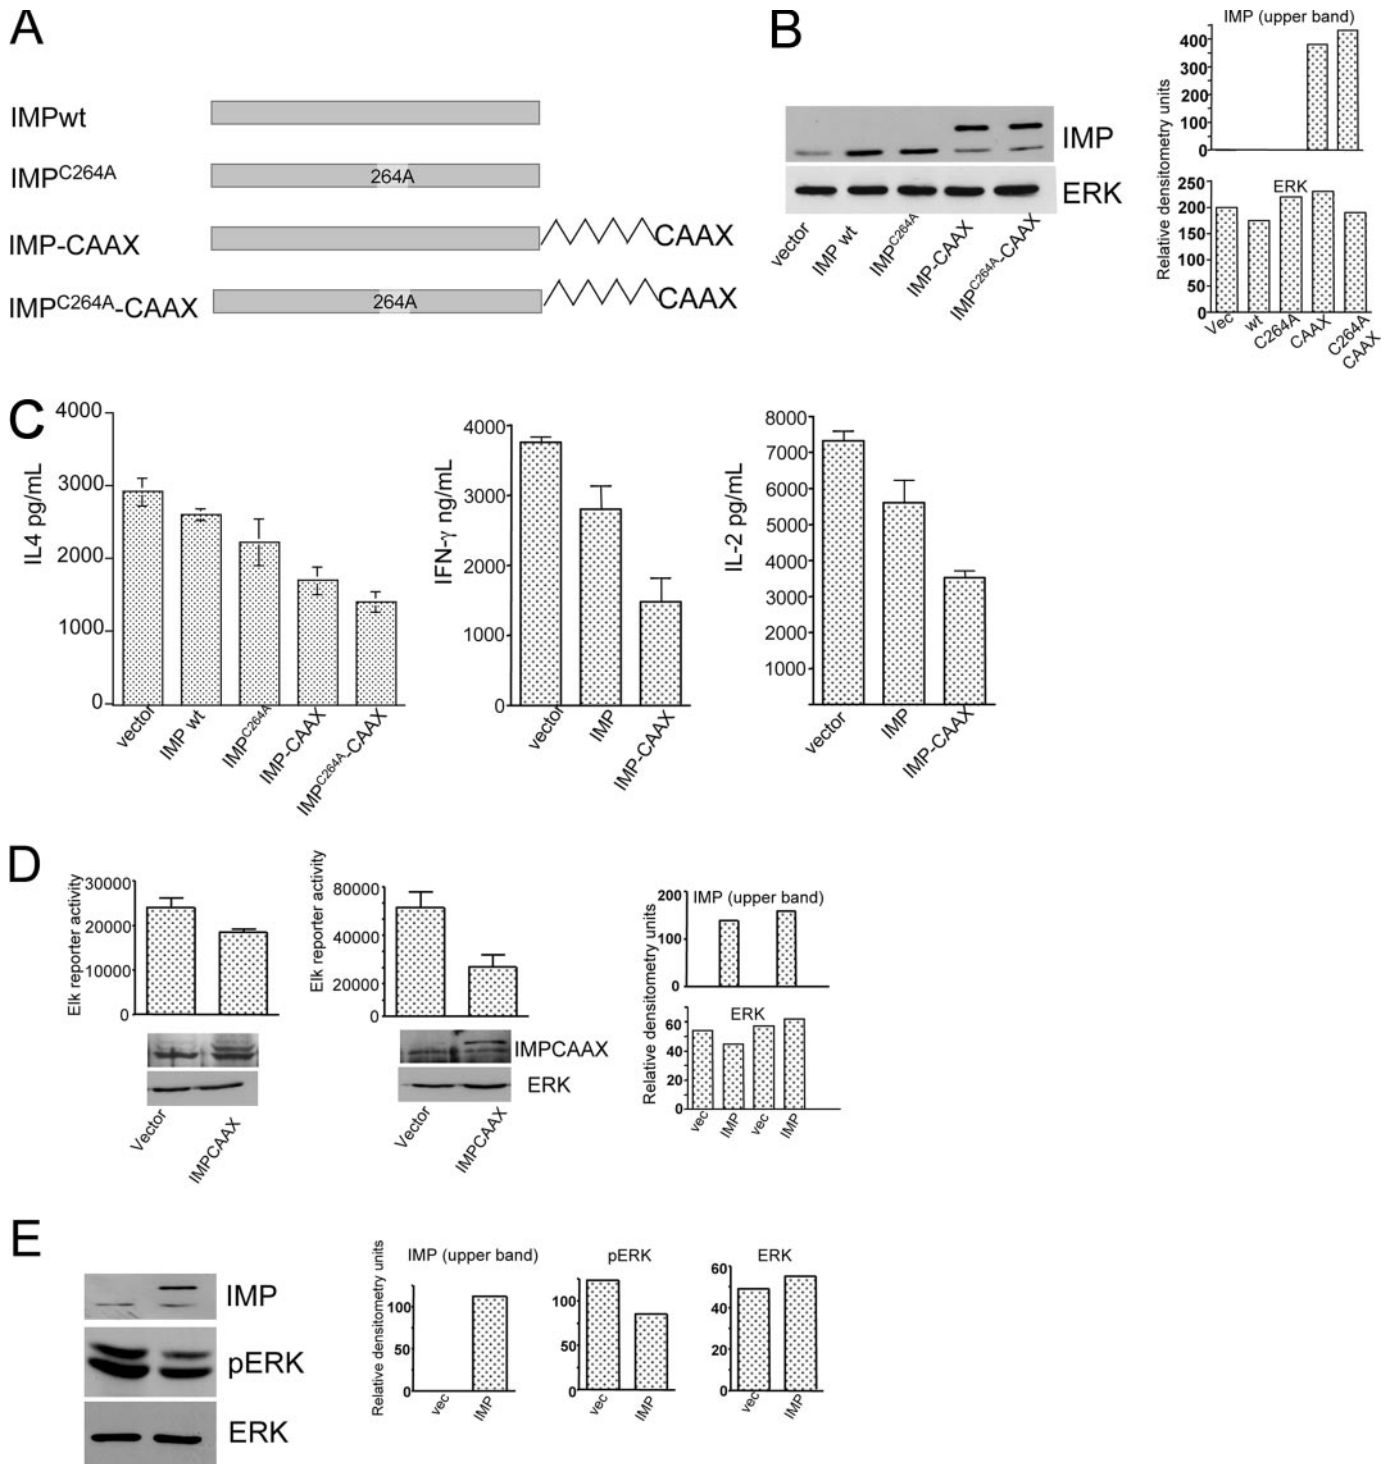 A
IMPwt
IMPC264A
264A
IMP-CAAX
CAAX
IMPC264A-CAAX
264A
CAAX
B
IMP
ERK
vector
IMP wt
IMPC264A
IMP-CAAX
IMPC264A-CAAX
IMP (upper band)
400
300
200
100
0
Relative densitometry units
ERK
250
200
150
100
50
0
Vec
wt
C264A
CAAX
C264A
CAAX
C
IL4 pg/mL
4000
3000
2000
1000
0
vector
IMP wt
IMPC264A
IMP-CAAX
IMPC264A-CAAX
IFN-γ ng/mL
4000
3000
2000
1000
0
vector
IMP
IMP-CAAX
IL-2 pg/mL
8000
7000
6000
5000
4000
3000
7000
1000
vector
IMP
IMP-CAAX
D
Elk reporter activity
30000
20000
10000
0
Vector
IMPCAAX
Elk reporter activity
80000
40000
20000
0
IMPCAAX
ERK
Vector
IMPCAAX
Relative densitometry units
IMP (upper band)
200
100
0
ERK
60
40
20
0
vec
IMP
vec
IMP
E
IMP
pERK
ERK
Relative densitometry units
IMP (upper band)
100
50
0
vec
IMP
pERK
100
50
0
vec
IMP
ERK
60
40
20
0
vec
IMP